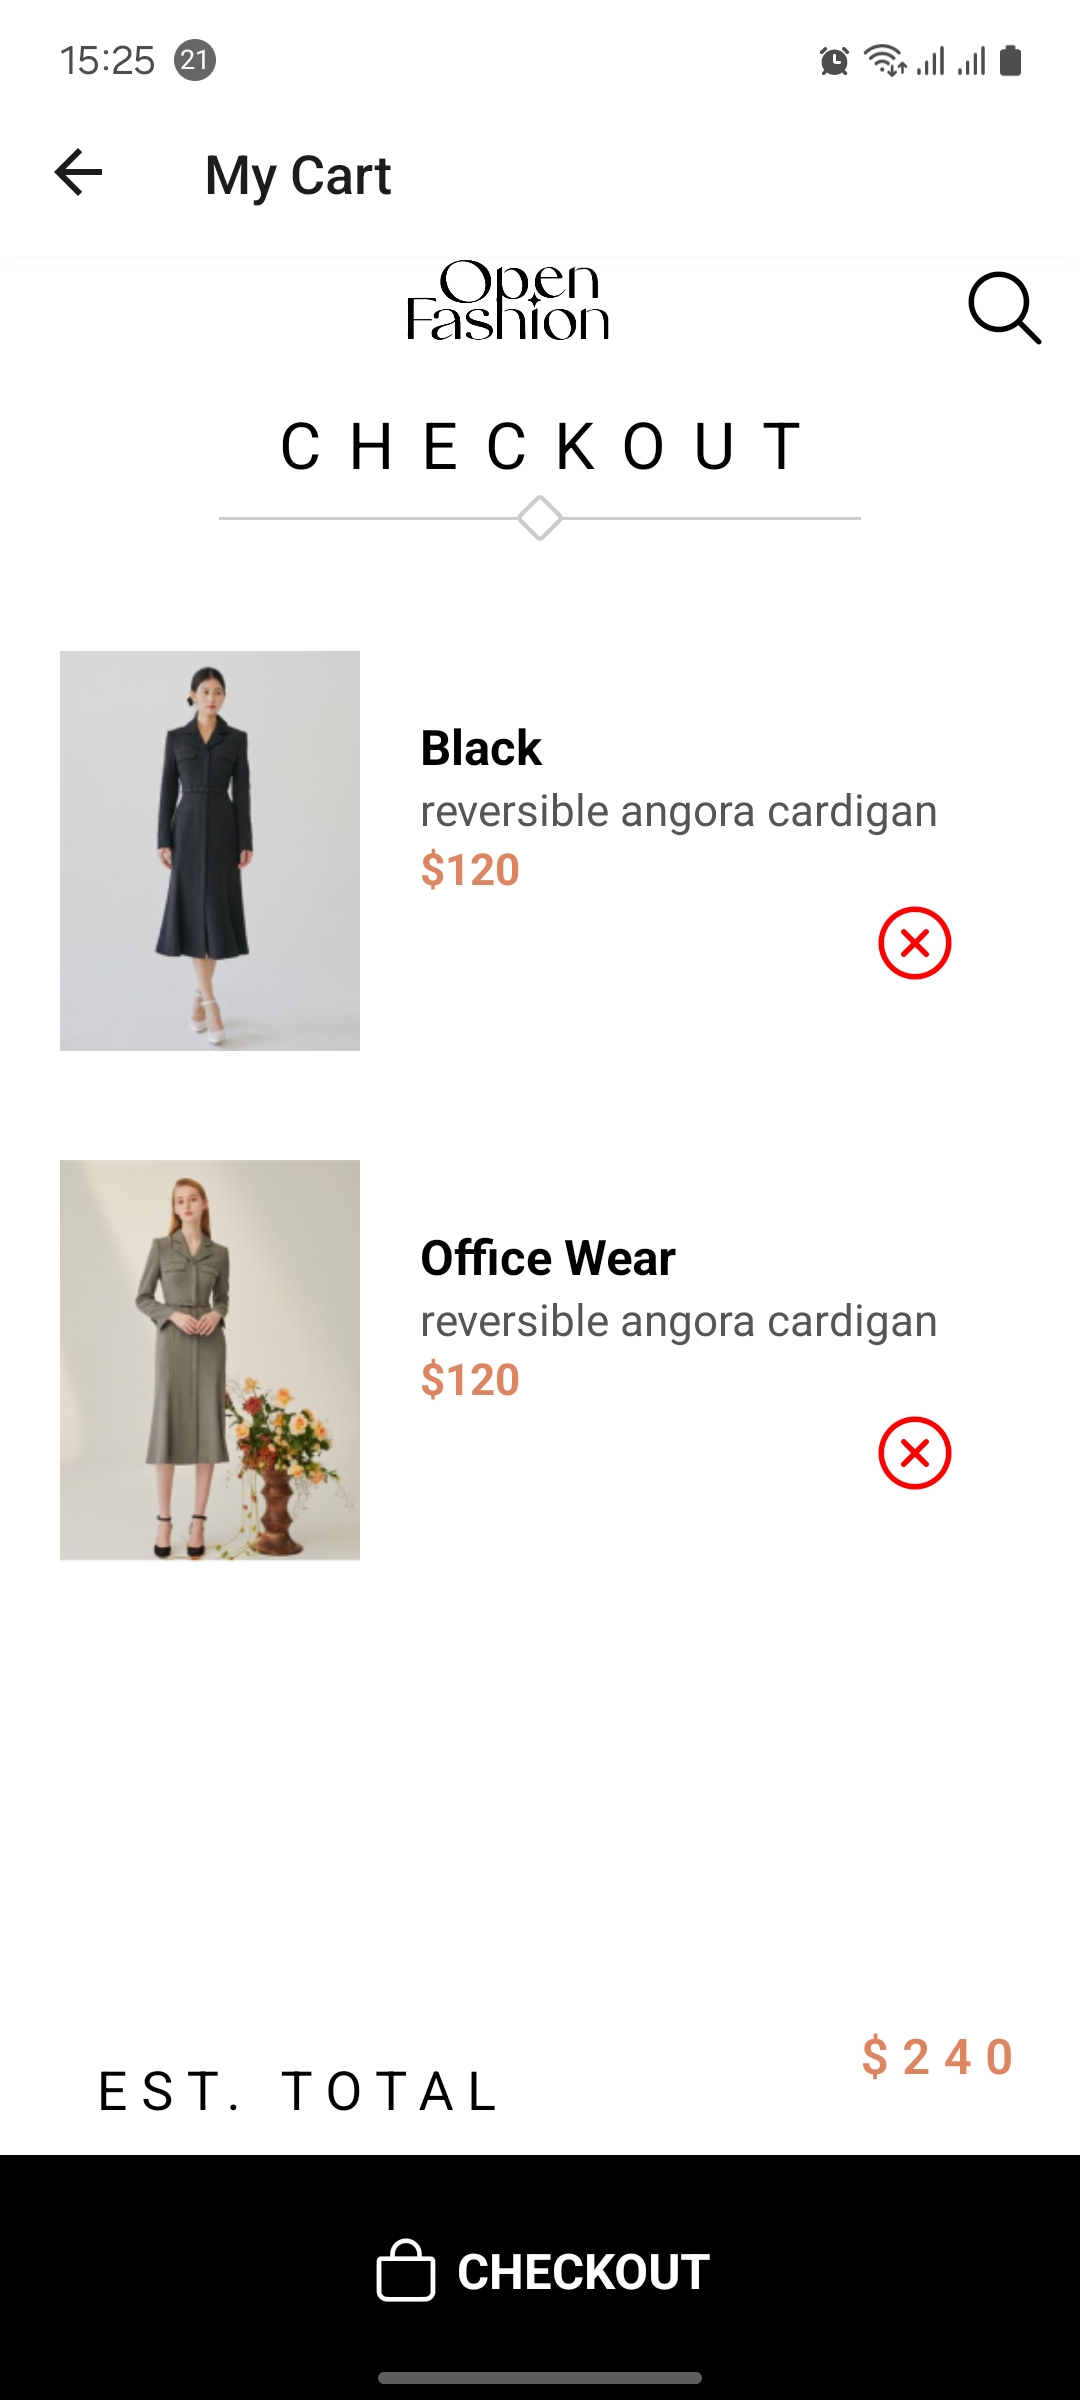 15:25 21
My Cart
Open
Fashion
CHECKOUT
Black
reversible angora cardigan
$120
Office Wear
reversible angora cardigan
$120
$240
EST. TOTAL
CHECKOUT